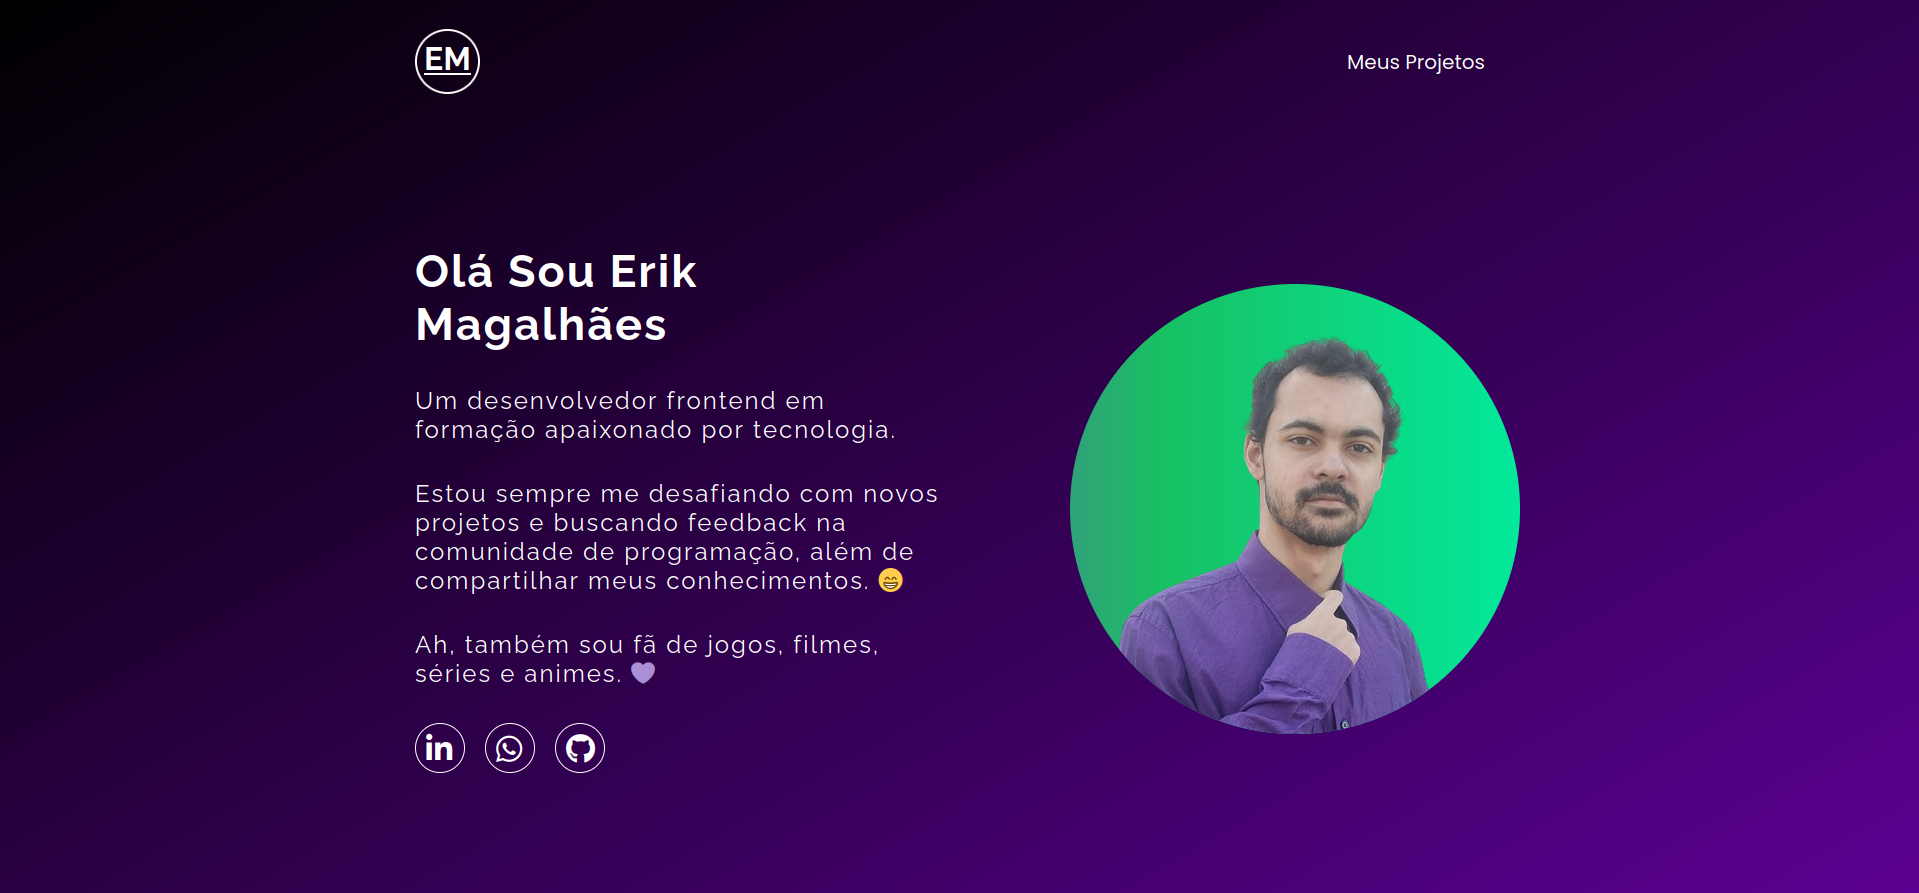 EM
Meus Projetos
Olá Sou Erik
Magalhães
Um desenvolvedor frontend em
formação apaixonado por tecnologia.
Estou sempre me desafiando com novos
projetos e buscando feedback na
comunidade de programação, além de
compartilhar meus conhecimentos. 😁
Ah, também sou fã de jogos, filmes,
séries e animes. 💜
in